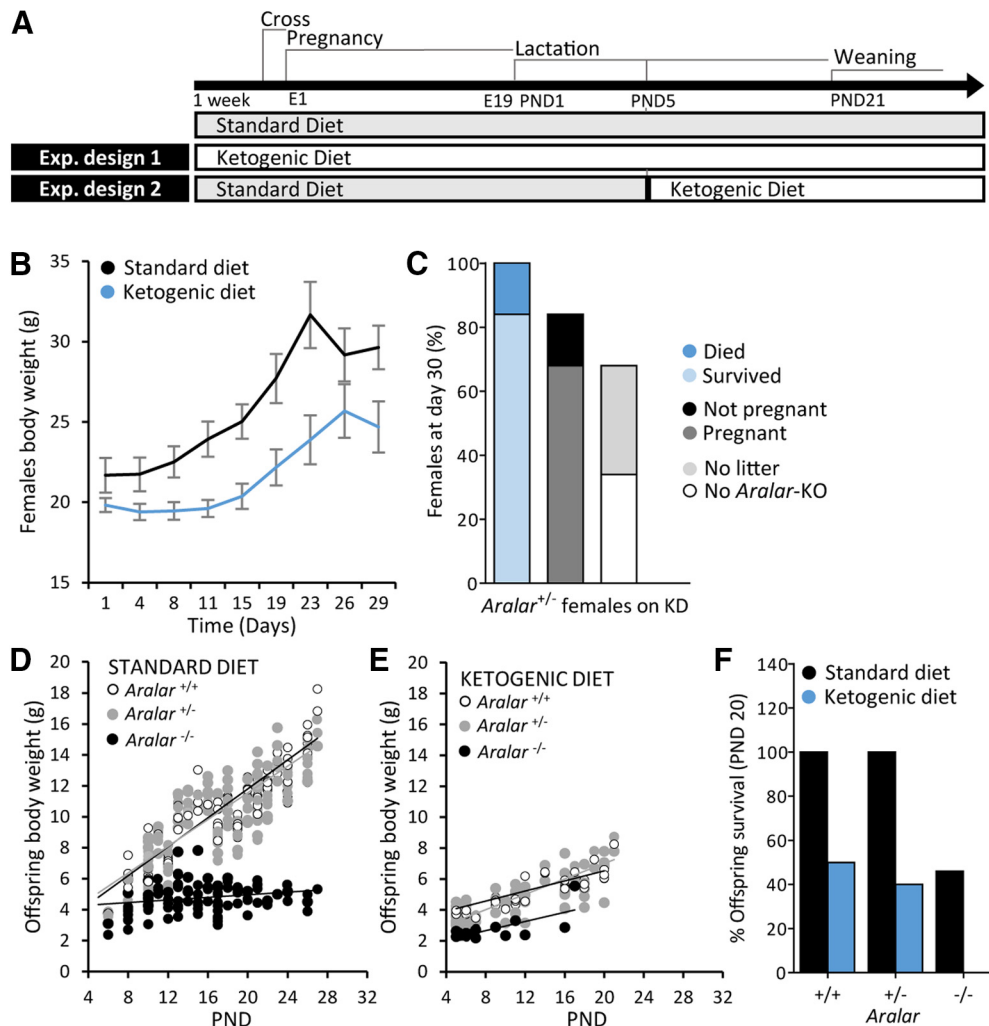 A
Cross
Pregnancy
Lactation
Weaning
1 week
E1
E19
PND1
PND5
PND21
Standard Diet
Exp. design 1
Ketogenic Diet
Exp. design 2
Standard Diet
Ketogenic Diet
B
Standard diet
Ketogenic diet
Females body weight (g)
35
30
25
20
15
1 4 8 11 15 19 23 26 29
Time (Days)
C
Females at day 30 (%)
100
80
60
40
20
0
Aralar+/- females on KD
Died
Survived
Not pregnant
Pregnant
No litter
No Aralar-KO
D
STANDARD DIET
Aralar +/+
Aralar +/-
Aralar -/-
Offspring body weight (g)
20
18
16
14
12
10
8
6
4
2
0
4 8 12 16 20 24 28 32
PND
E
KETOGENIC DIET
Aralar +/+
Aralar +/-
Aralar -/-
Offspring body weight (g)
20
18
16
14
12
10
8
6
4
2
0
4 8 12 16 20 24 28 32
PND
F
Standard diet
Ketogenic diet
% Offspring survival (PND 20)
140
120
100
80
60
40
20
0
+/+ +/- -/-
Aralar